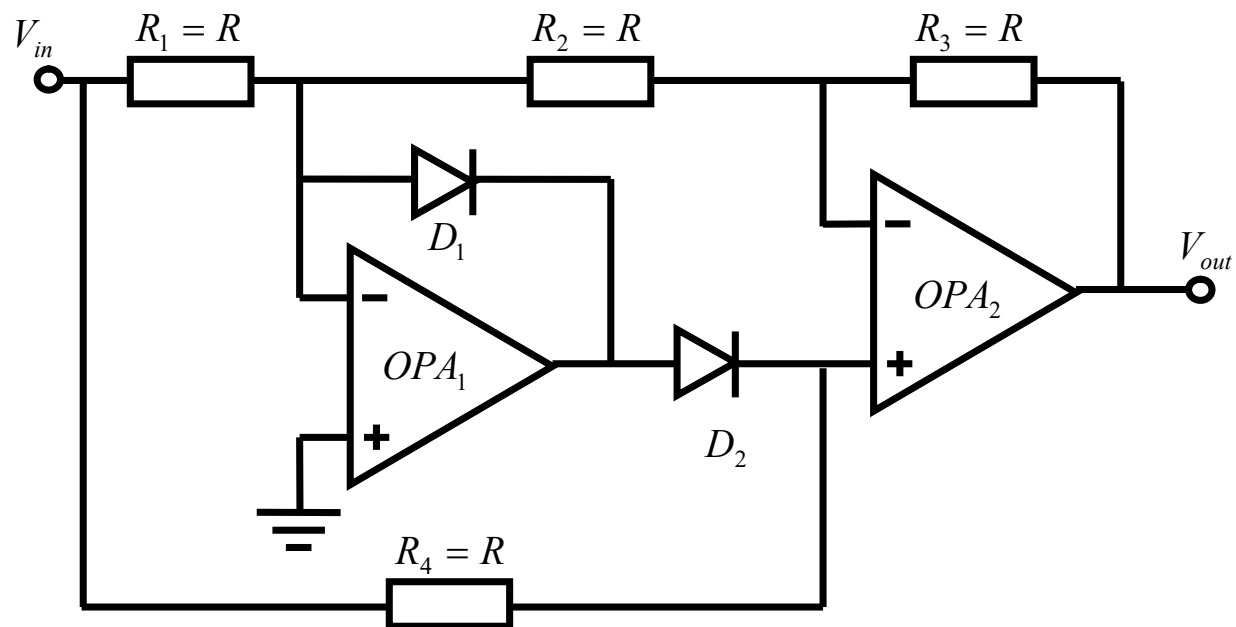 V_in
R_1 = R
R_2 = R
R_3 = R
D_1
OPA_1
OPA_2
V_out
D_2
R_4 = R